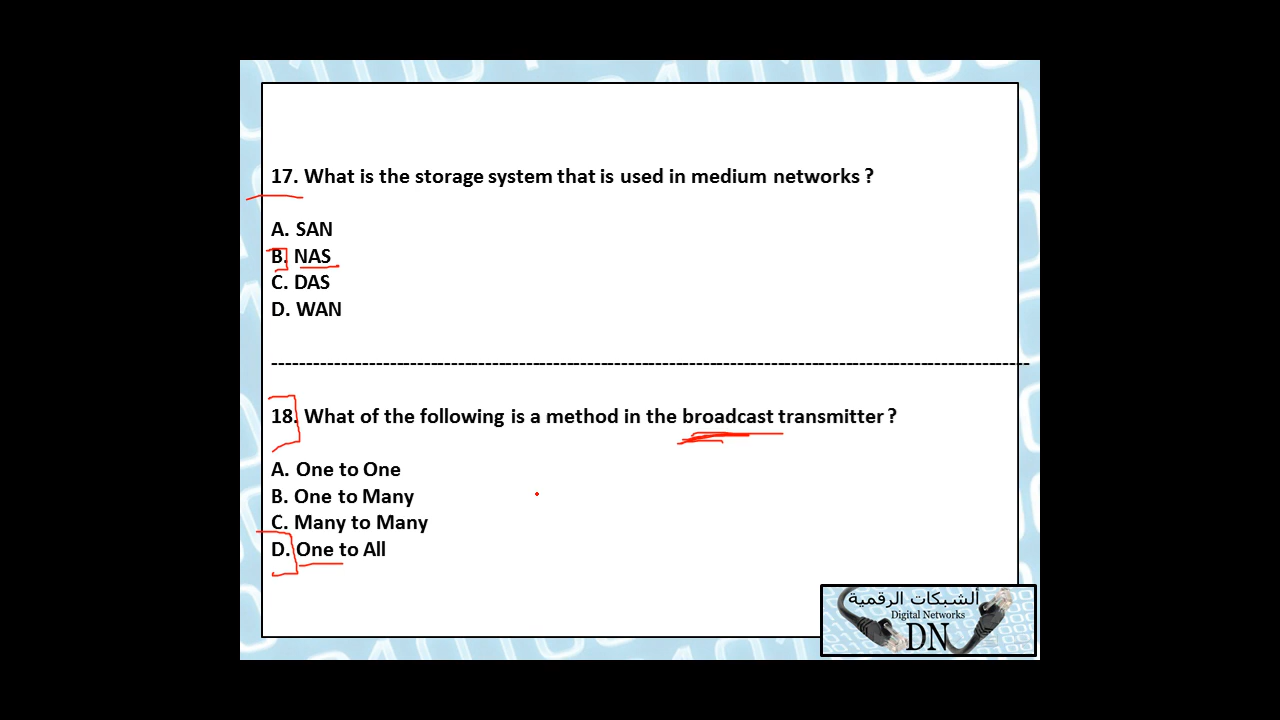 17. What is the storage system that is used in medium networks ?
A. SAN
B. NAS
C. DAS
D. WAN
--------------------------------------------------------------------------------------------------------------
18. What of the following is a method in the broadcast transmitter ?
A. One to One
B. One to Many
C. Many to Many
D. One to All
ألشبكات الرقمية
Digital Networks
DN